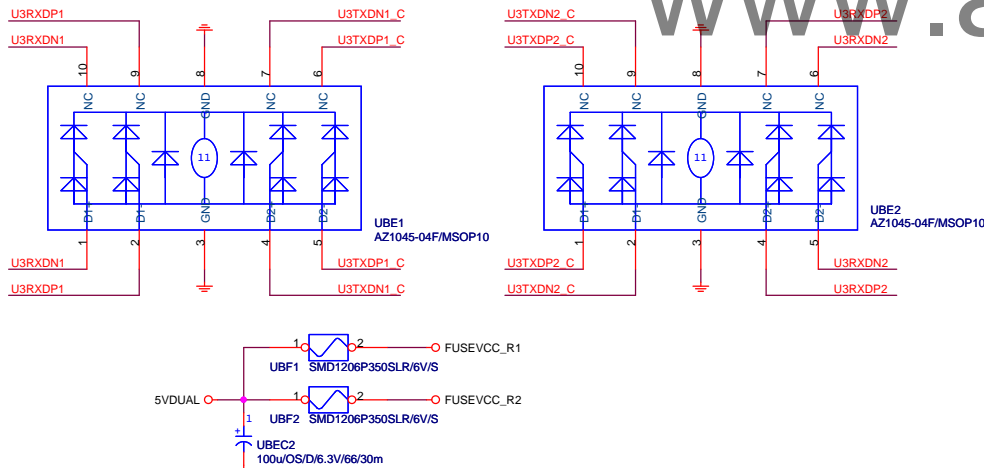 www.a
U3RXDP1 U3TXDN1_C U3TXDN2_C U3RXDP2
U3RXDN1 U3TXDP1_C U3TXDP2_C U3RXDN2
10 9 8 7 6 10 9 8 7 6
NC NC GND NC NC NC NC GND NC NC
11 11
D1+ D1- GND D2+ D2- D1+ D1- GND D2+ D2-
UBE1 UBE2
AZ1045-04F/MSOP10 AZ1045-04F/MSOP10
1 2 3 4 5 1 2 3 4 5
U3RXDN1 U3TXDP1_C U3TXDP2_C U3RXDN2
U3RXDP1 U3TXDN1_C U3TXDN2_C U3RXDP2
1 2 FUSEVCC_R1
UBF1 SMD1206P350SLR/6V/S
5VDUAL 1 2 FUSEVCC_R2
UBF2 SMD1206P350SLR/6V/S
1
+
UBEC2
100u/OS/D/6.3V/66/30m